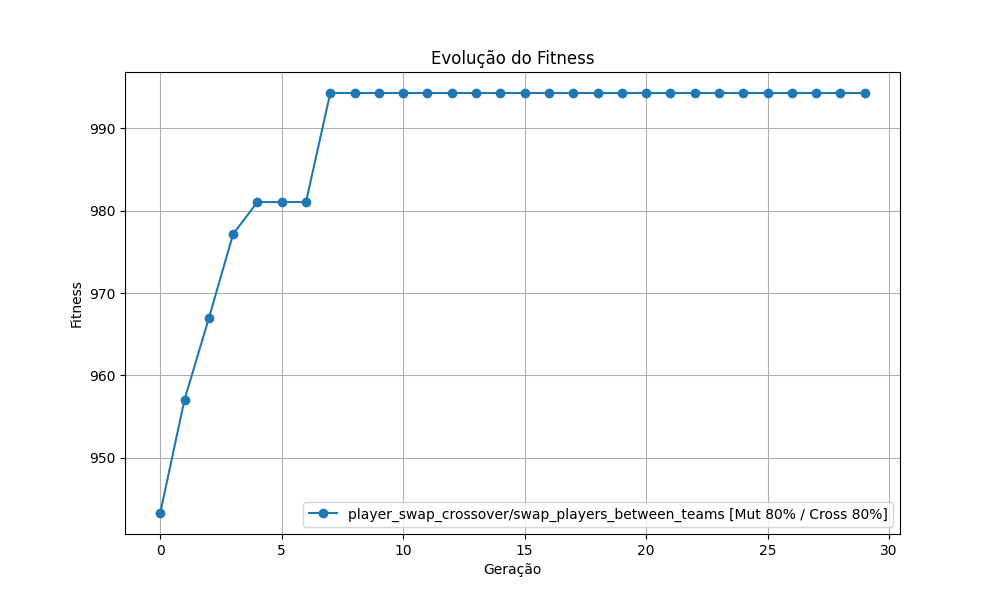 Evolução do Fitness
Fitness
990
980
970
960
950
player_swap_crossover/swap_players_between_teams [Mut 80% / Cross 80%]
0 5 10 15 20 25 30
Geração